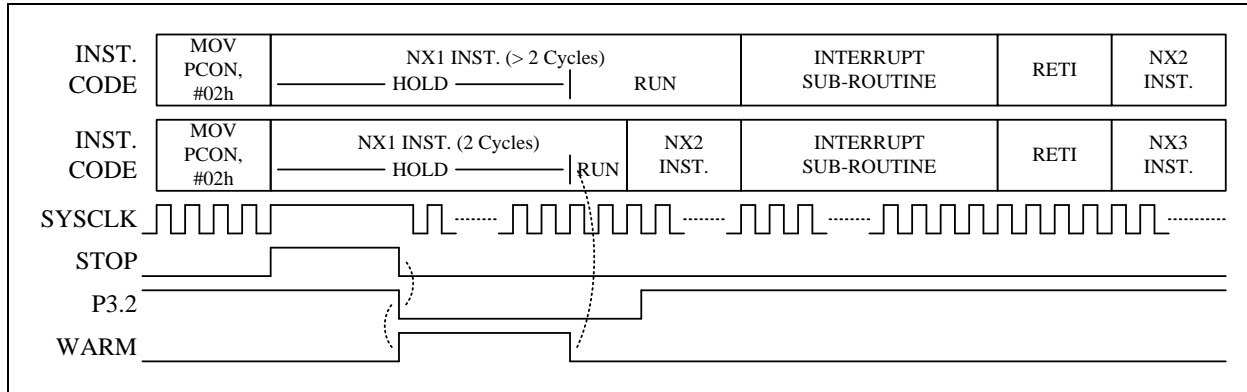 INST.
CODE
MOV
PCON,
#02h
NX1 INST. (> 2 Cycles)
HOLD
RUN
INTERRUPT
SUB-ROUTINE
RETI
NX2
INST.
INST.
CODE
MOV
PCON,
#02h
NX1 INST. (2 Cycles)
HOLD
RUN
NX2
INST.
INTERRUPT
SUB-ROUTINE
RETI
NX3
INST.
SYSCLK
STOP
P3.2
WARM